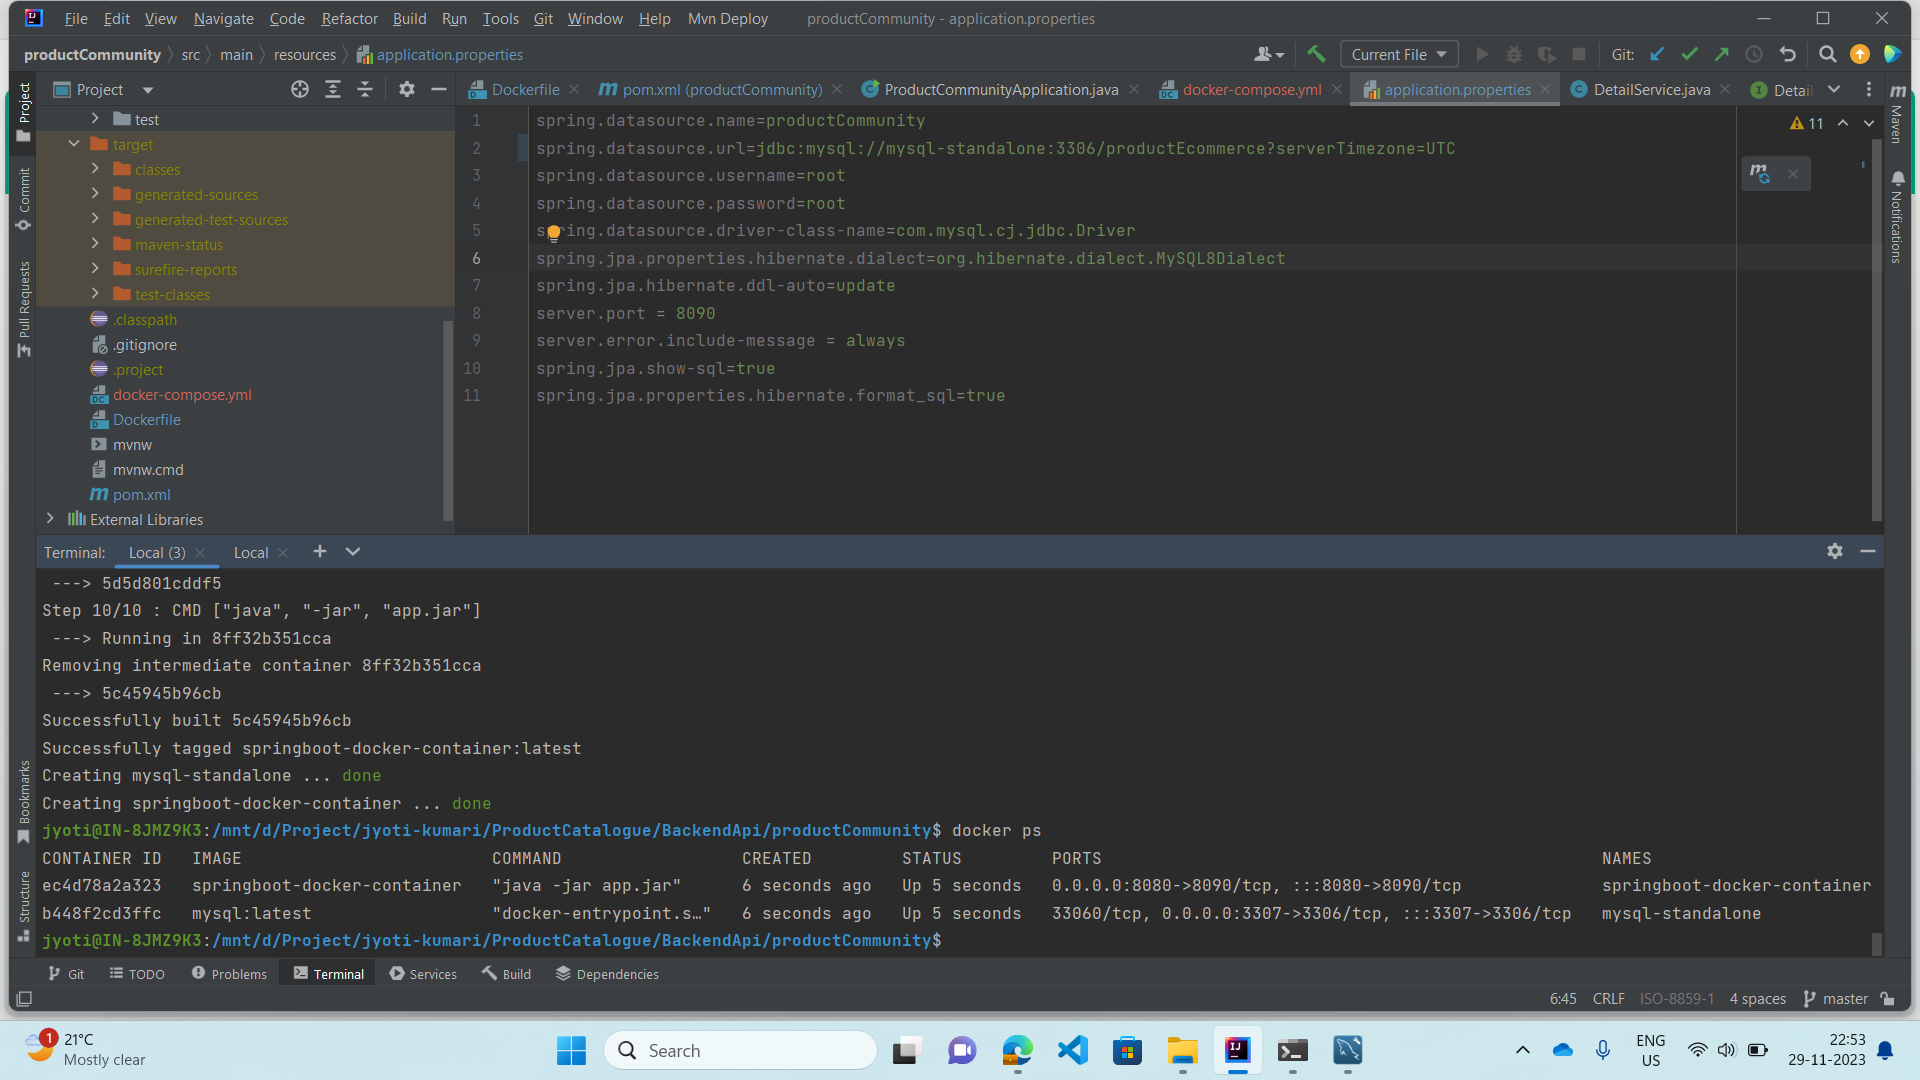 File Edit View Navigate Code Refactor Build Run Tools Git Window Help Mvn Deploy productCommunity - application.properties
productCommunity src main resources application.properties Current File Git:
Project
Dockerfile pom.xml (productCommunity) ProductCommunityApplication.java docker-compose.yml application.properties DetailService.java Detail
Project
Commit
Pull Requests
Bookmarks
Structure
Maven
Notifications
test
target
classes
generated-sources
generated-test-sources
maven-status
surefire-reports
test-classes
.classpath
.gitignore
.project
docker-compose.yml
Dockerfile
mvnw
mvnw.cmd
pom.xml
External Libraries
11
1 spring.datasource.name=productCommunity
2 spring.datasource.url=jdbc:mysql://mysql-standalone:3306/productEcommerce?serverTimezone=UTC
3 spring.datasource.username=root
4 spring.datasource.password=root
5 spring.datasource.driver-class-name=com.mysql.cj.jdbc.Driver
6 spring.jpa.properties.hibernate.dialect=org.hibernate.dialect.MySQL8Dialect
7 spring.jpa.hibernate.ddl-auto=update
8 server.port = 8090
9 server.error.include-message = always
10 spring.jpa.show-sql=true
11 spring.jpa.properties.hibernate.format_sql=true
Terminal: Local (3) Local
---> 5d5d801cddf5
Step 10/10 : CMD ["java", "-jar", "app.jar"]
---> Running in 8ff32b351cca
Removing intermediate container 8ff32b351cca
---> 5c45945b96cb
Successfully built 5c45945b96cb
Successfully tagged springboot-docker-container:latest
Creating mysql-standalone ... done
Creating springboot-docker-container ... done
jyoti@IN-8JMZ9K3:/mnt/d/Project/jyoti-kumari/ProductCatalogue/BackendApi/productCommunity$ docker ps
CONTAINER ID IMAGE COMMAND CREATED STATUS PORTS NAMES
ec4d78a2a323 springboot-docker-container "java -jar app.jar" 6 seconds ago Up 5 seconds 0.0.0.0:8080->8090/tcp, :::8080->8090/tcp springboot-docker-container
b448f2cd3ffc mysql:latest "docker-entrypoint.s…" 6 seconds ago Up 5 seconds 33060/tcp, 0.0.0.0:3307->3306/tcp, :::3307->3306/tcp mysql-standalone
jyoti@IN-8JMZ9K3:/mnt/d/Project/jyoti-kumari/ProductCatalogue/BackendApi/productCommunity$
Git TODO Problems Terminal Services Build Dependencies
6:45 CRLF ISO-8859-1 4 spaces master
1 21°C
Mostly clear
Search
ENG
US
22:53
29-11-2023